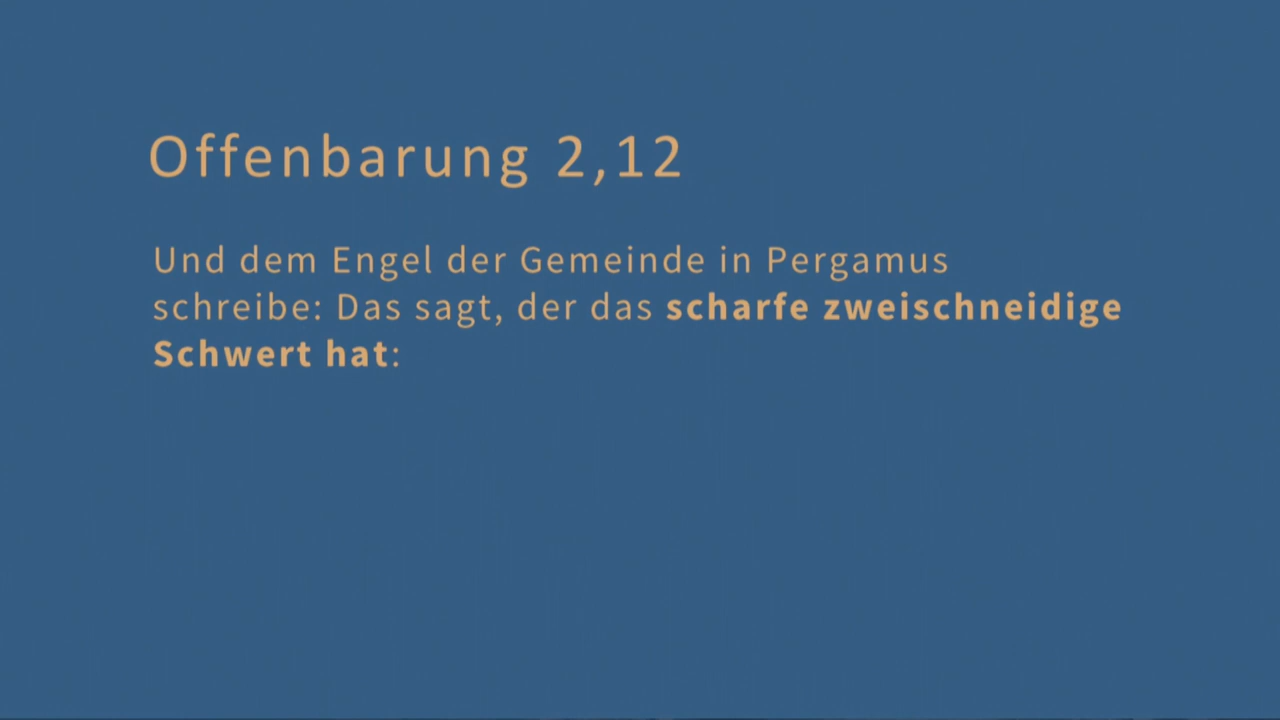 Offenbarung 2,12
Und dem Engel der Gemeinde in Pergamus
schreibe: Das sagt, der das scharfe zweischneidige
Schwert hat: